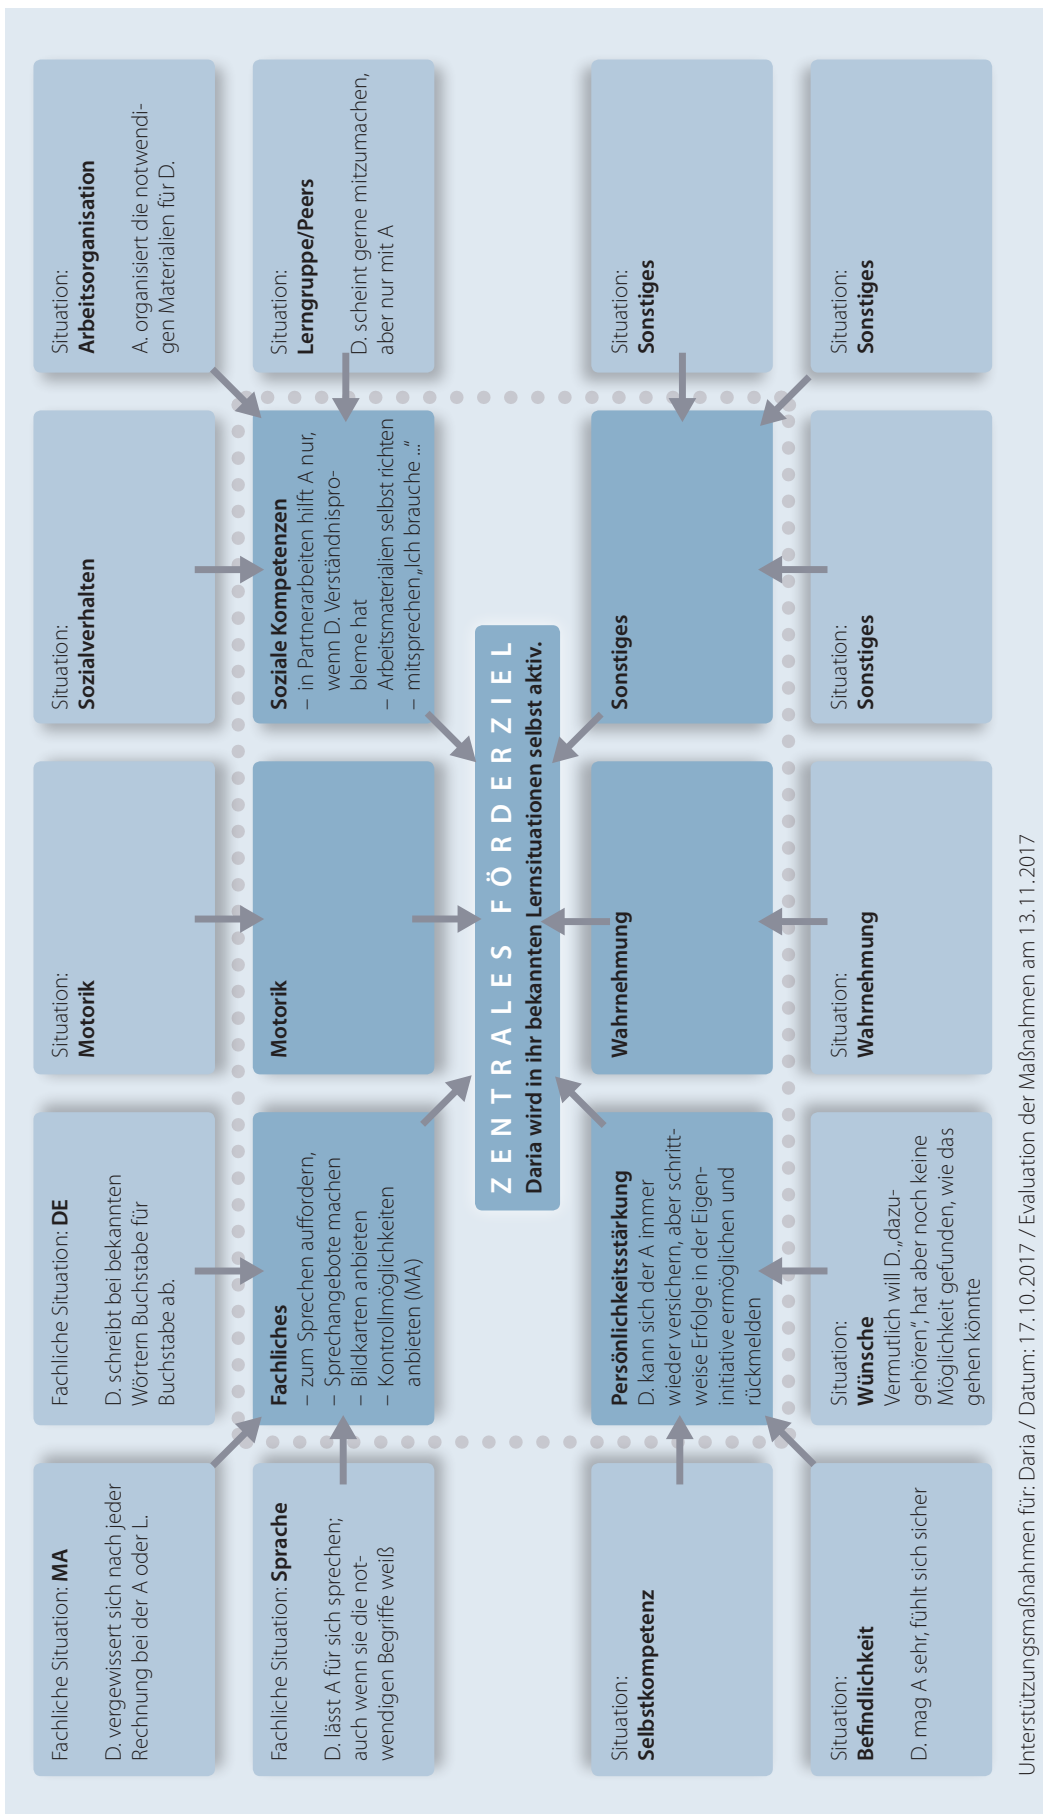 Fachliche Situation: MA
D. vergewissert sich nach jeder
Rechnung bei der A oder L.
Fachliche Situation: DE
D. schreibt bei bekannten
Wörtern Buchstabe für
Buchstabe ab.
Situation:
Motorik
Situation:
Sozialverhalten
Situation:
Arbeitsorganisation
A. organisiert die notwendi-
gen Materialien für D.
Fachliche Situation: Sprache
D. lässt A für sich sprechen;
auch wenn sie die not-
wendigen Begriffe weiß
Fachliches
– zum Sprechen auffordern,
– Sprechangebote machen
– Bildkarten anbieten
– Kontrollmöglichkeiten
anbieten (MA)
Motorik
Soziale Kompetenzen
– in Partnerarbeiten hilft A nur,
wenn D. Verständnispro-
bleme hat
– Arbeitsmaterialien selbst richten
– mitsprechen „Ich brauche ...“
Situation:
Lerngruppe/Peers
D. scheint gerne mitzumachen,
aber nur mit A
ZENTRALES FÖRDERZIEL
Daria wird in ihr bekannten Lernsituationen selbst aktiv.
Situation:
Selbstkompetenz
Persönlichkeitsstärkung
D. kann sich der A immer
wieder versichern, aber schritt-
weise Erfolge in der Eigen-
initiative ermöglichen und
rückmelden
Wahrnehmung
Sonstiges
Situation:
Sonstiges
Situation:
Befindlichkeit
D. mag A sehr, fühlt sich sicher
Situation:
Wünsche
Vermutlich will D. „dazu-
gehören“, hat aber noch keine
Möglichkeit gefunden, wie das
gehen könnte
Situation:
Wahrnehmung
Situation:
Sonstiges
Situation:
Sonstiges
Unterstützungsmaßnahmen für: Daria / Datum: 17.10.2017 / Evaluation der Maßnahmen am 13.11.2017